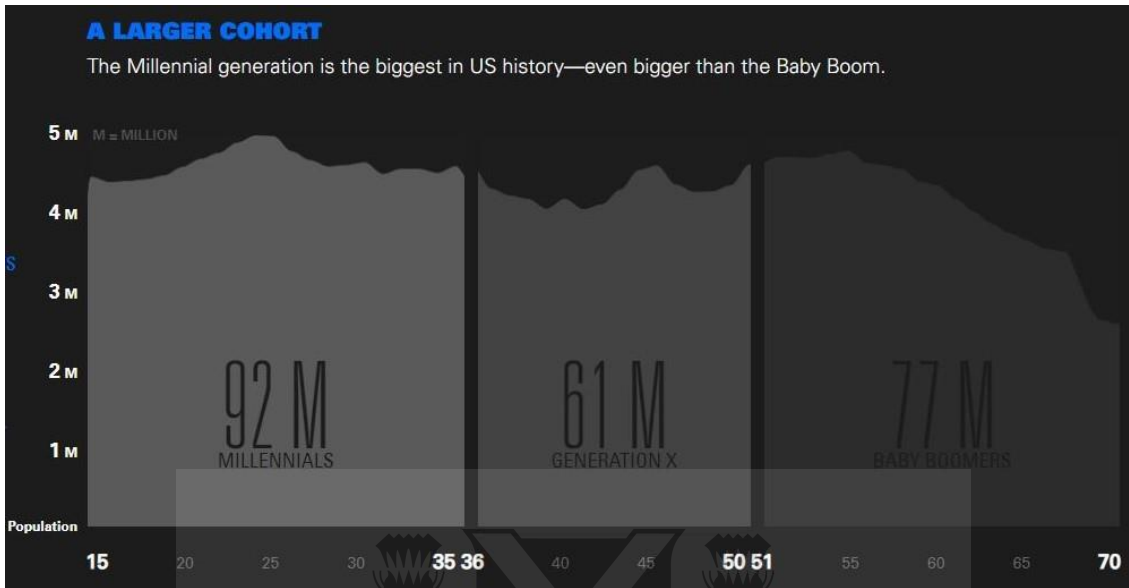 A LARGER COHORT
The Millennial generation is the biggest in US history—even bigger than the Baby Boom.
5 M M = MILLION
4 M
S
3 M
2 M
92 M 61 M 77 M
1 M
MILLENNIALS GENERATION X BABY BOOMERS
Population
15 20 25 30 35 36 40 45 50 51 55 60 65 70